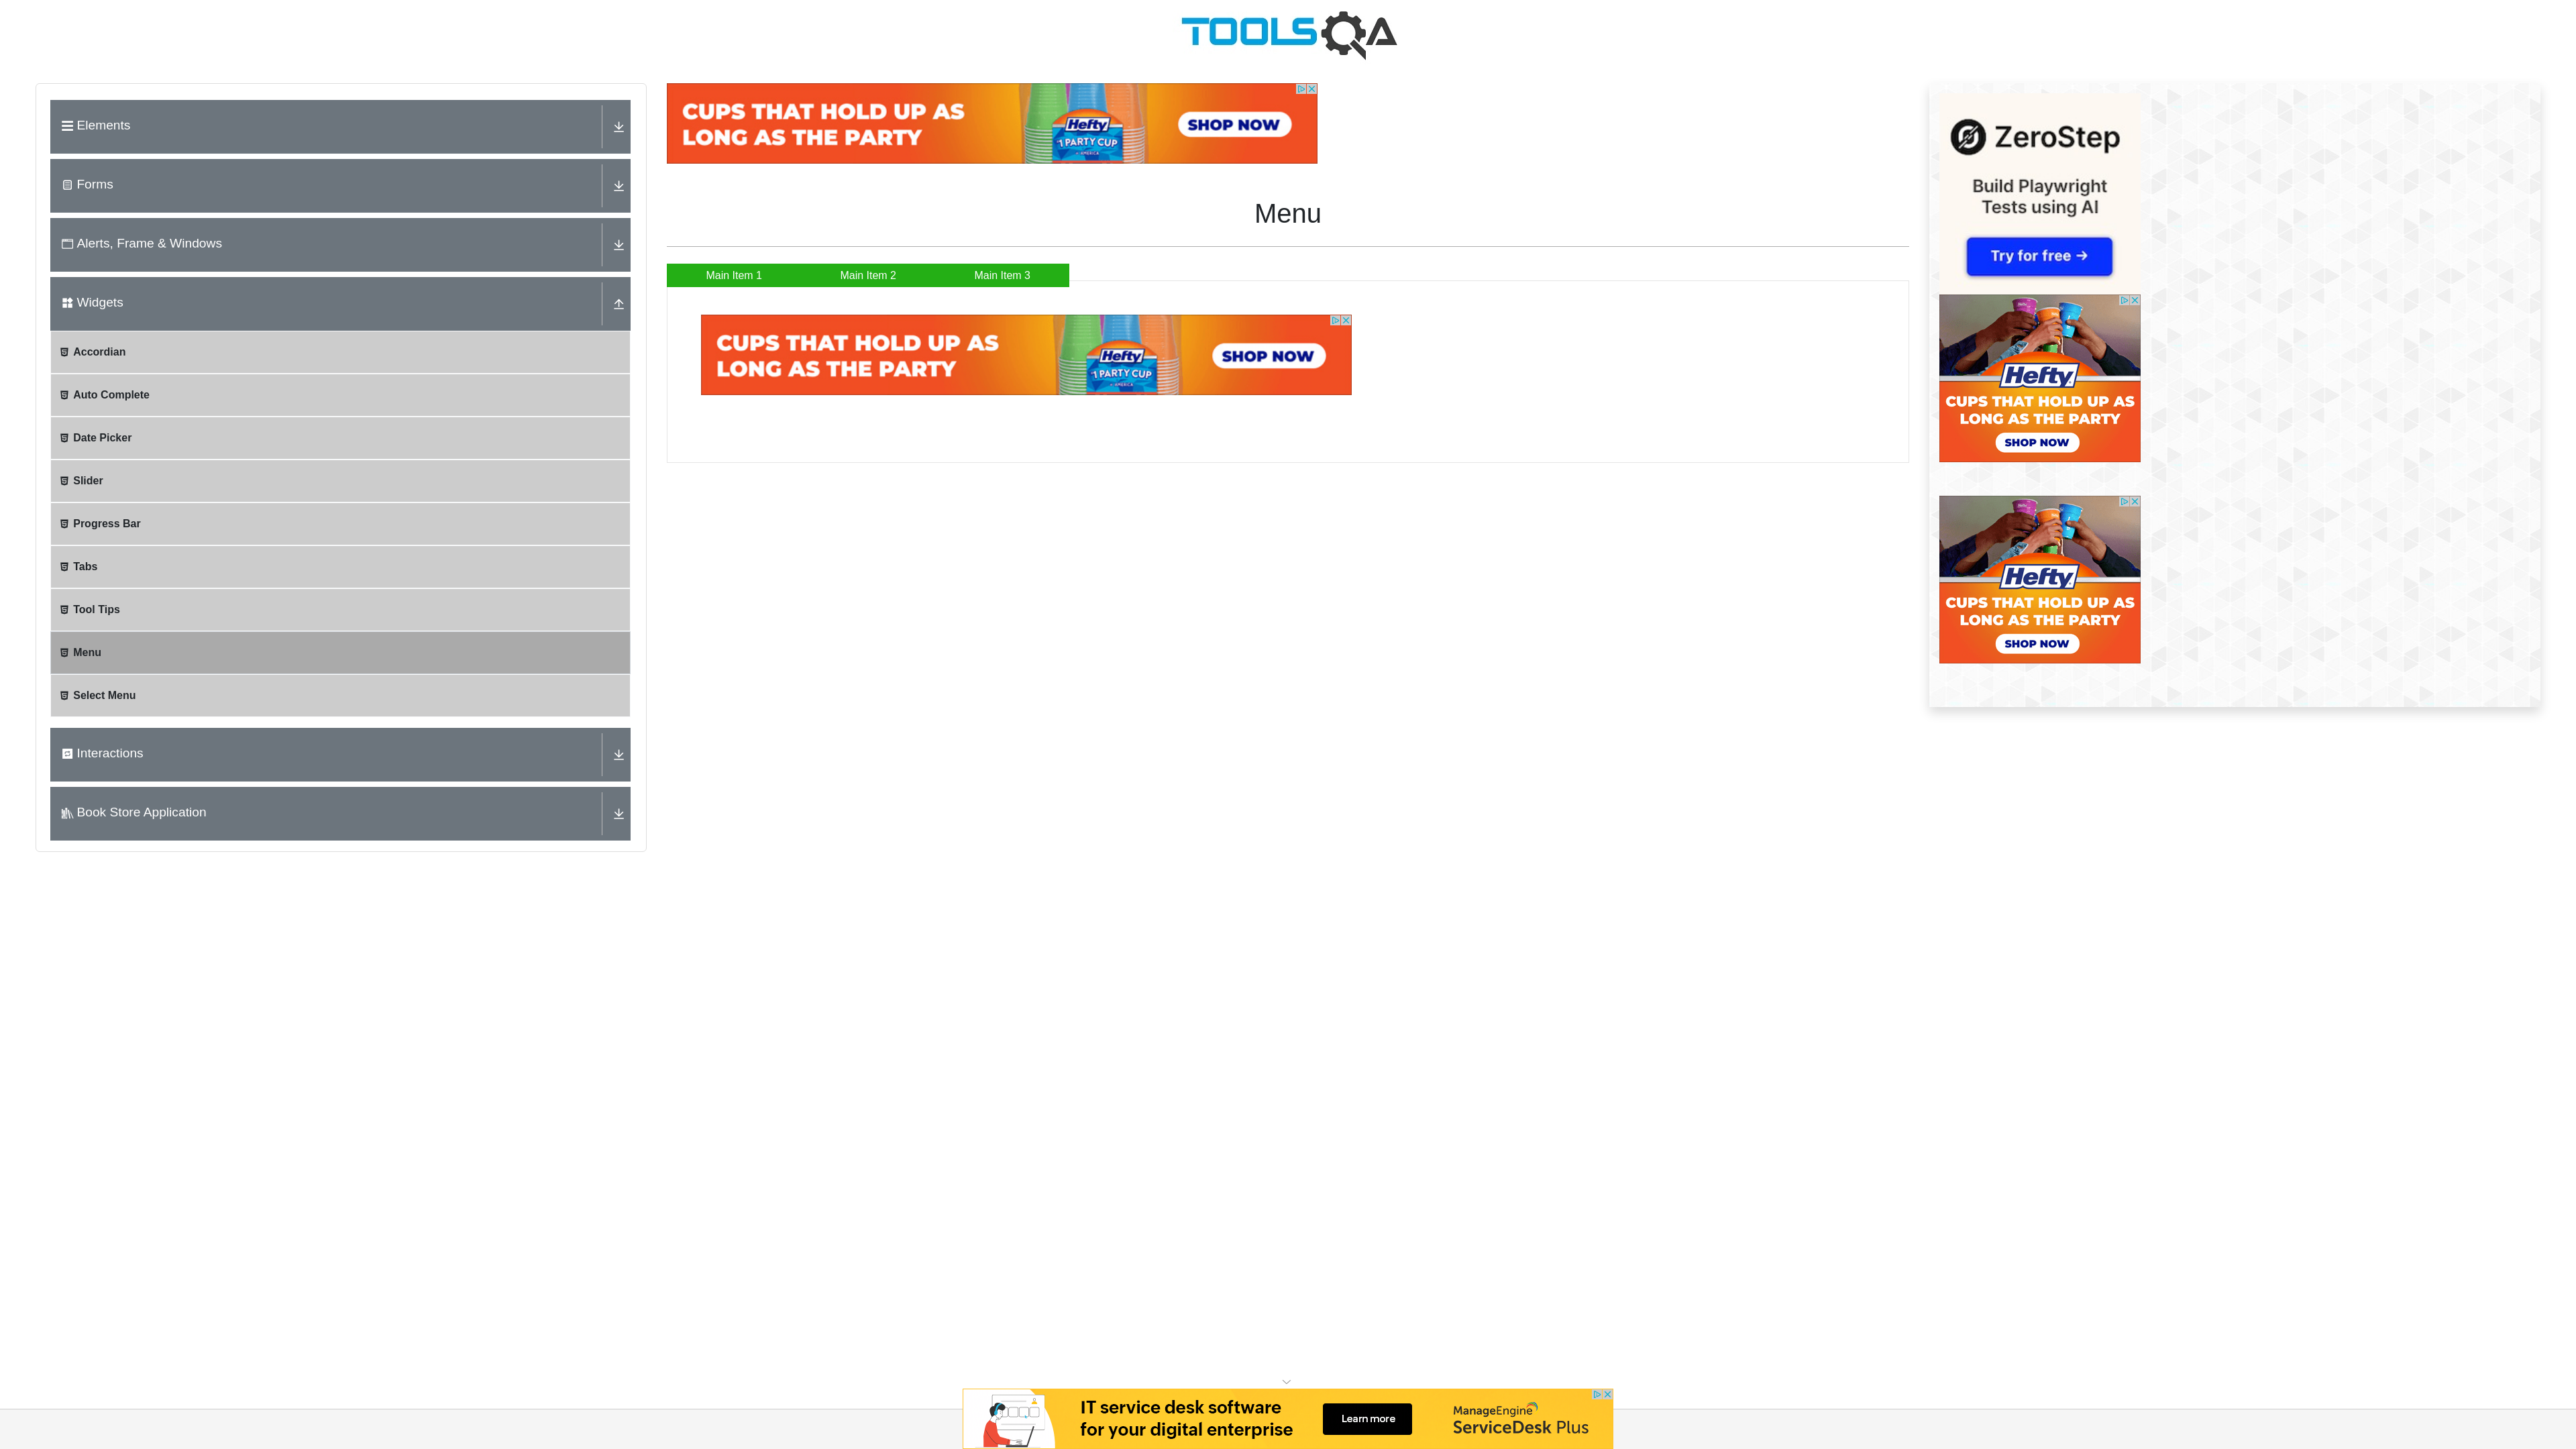 TOOLSQA
Elements
Forms
Alerts, Frame & Windows
Widgets
Accordian
Auto Complete
Date Picker
Slider
Progress Bar
Tabs
Tool Tips
Menu
Select Menu
Interactions
Book Store Application
CUPS THAT HOLD UP AS
LONG AS THE PARTY
Hefty
#1 PARTY CUP
SHOP NOW
Menu
Main Item 1
Main Item 2
Main Item 3
CUPS THAT HOLD UP AS
LONG AS THE PARTY
Hefty
#1 PARTY CUP
SHOP NOW
ZeroStep
Build Playwright
Tests using AI
Try for free →
Hefty
CUPS THAT HOLD UP AS
LONG AS THE PARTY
SHOP NOW
Hefty
CUPS THAT HOLD UP AS
LONG AS THE PARTY
SHOP NOW
IT service desk software
for your digital enterprise
Learn more
ManageEngine
ServiceDesk Plus